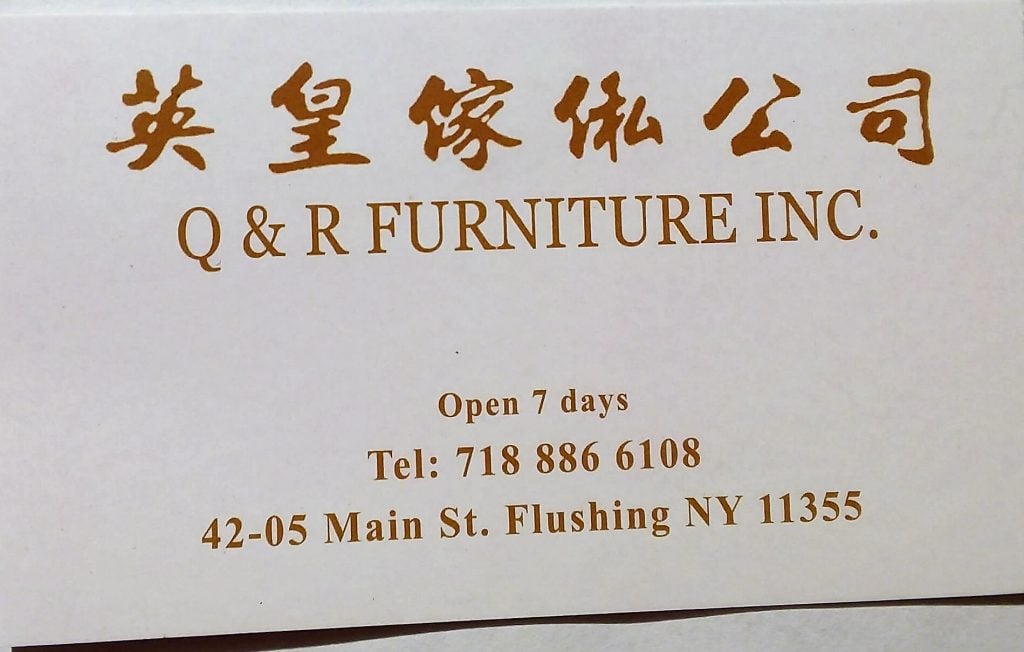 英皇傢俬公司
Q & R FURNITURE INC.
Open 7 days
Tel: 718 886 6108
42-05 Main St. Flushing NY 11355